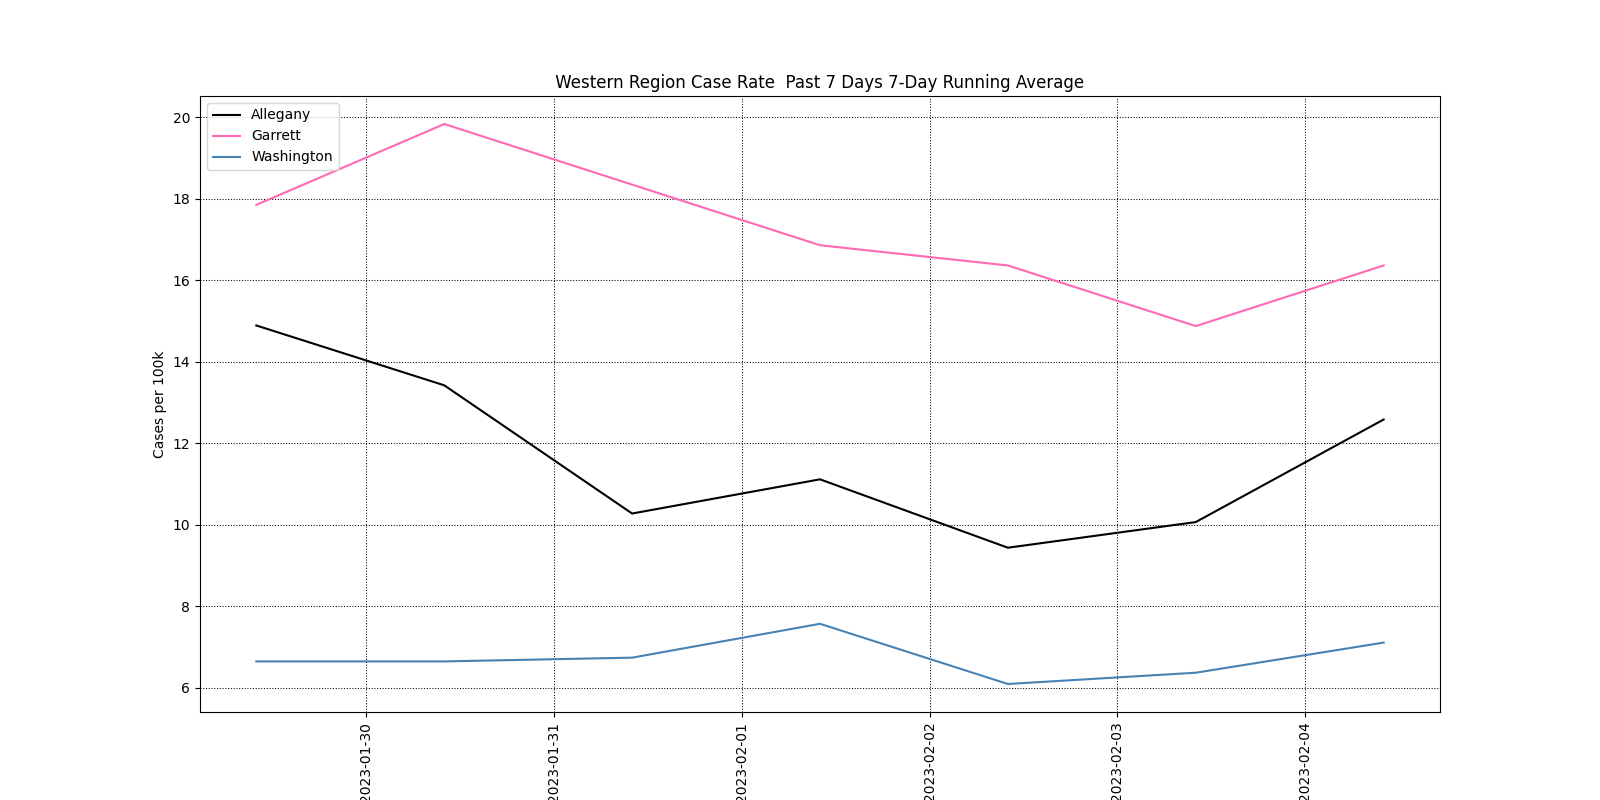 Western Region Case Rate  Past 7 Days 7-Day Running Average
Allegany
Garrett
Washington
Cases per 100k
20
18
16
14
12
10
8
6
2023-01-30
2023-01-31
2023-02-01
2023-02-02
2023-02-03
2023-02-04